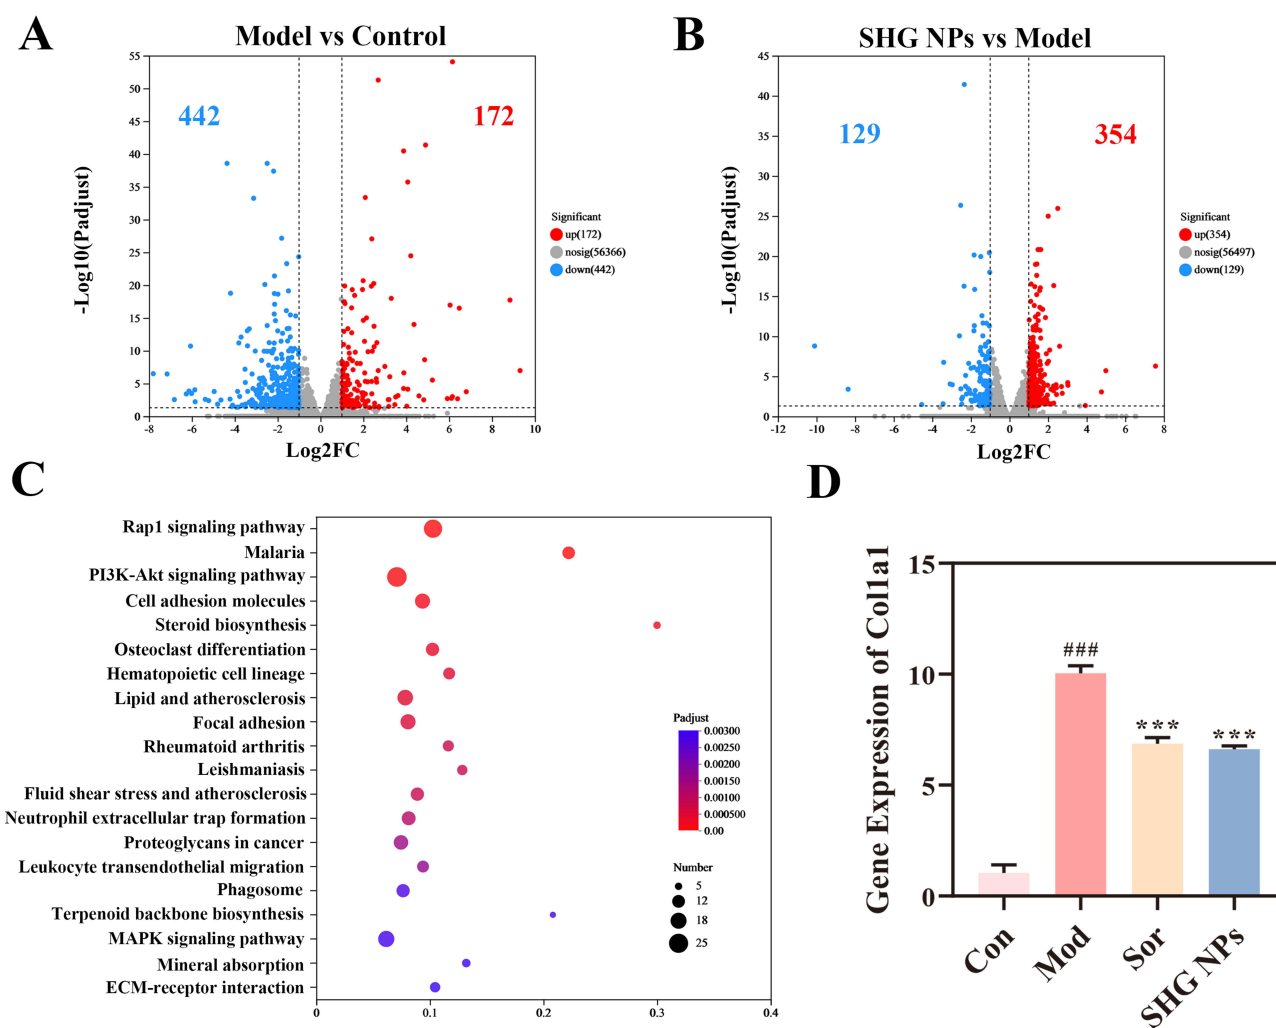 A
Model vs Control
55
50
45
40
35
30
25
20
15
10
5
0
-Log10(Padjust)
442
172
-8
-6
-4
-2
0
2
4
6
8
10
Log2FC
Significant
up(172)
nosig(56366)
down(442)
B
SHG NPs vs Model
45
40
35
30
25
20
15
10
5
0
-Log10(Padjust)
129
354
-12
-10
-8
-6
-4
-2
0
2
4
6
8
Log2FC
Significant
up(354)
nosig(56497)
down(129)
C
Rap1 signaling pathway
Malaria
PI3K-Akt signaling pathway
Cell adhesion molecules
Steroid biosynthesis
Osteoclast differentiation
Hematopoietic cell lineage
Lipid and atherosclerosis
Focal adhesion
Rheumatoid arthritis
Leishmaniasis
Fluid shear stress and atherosclerosis
Neutrophil extracellular trap formation
Proteoglycans in cancer
Leukocyte transendothelial migration
Phagosome
Terpenoid backbone biosynthesis
MAPK signaling pathway
Mineral absorption
ECM-receptor interaction
0
0.1
0.2
0.3
0.4
Padjust
0.00300
0.00250
0.00200
0.00150
0.00100
0.000500
0.00
Number
5
12
18
25
D
Gene Expression of Col1a1
15
10
5
0
###
***
***
Con
Mod
Sor
SHG NPs